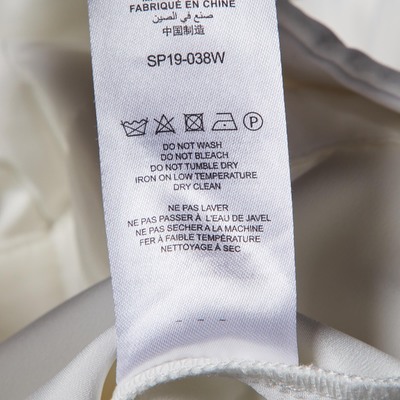 FABRIQUÉ EN CHINE
صنع في الصين
中国制造
SP19-038W
P
DO NOT WASH
DO NOT BLEACH
DO NOT TUMBLE DRY
IRON ON LOW TEMPERATURE
DRY CLEAN
NE PAS LAVER
NE PAS PASSER À L'EAU DE JAVEL
NE PAS SECHER A LA MACHINE
FER À FAIBLE TEMPÉRATURE
NETTOYAGE À SEC